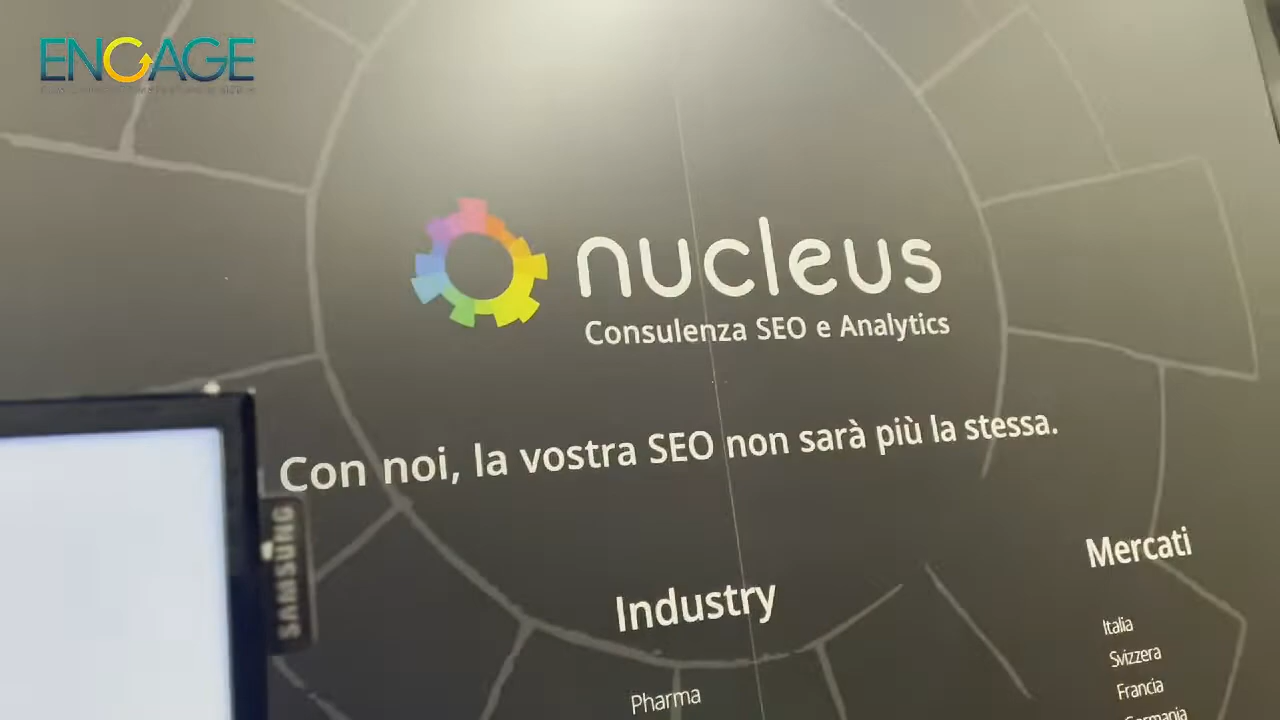 ENGAGE
nucleus
Consulenza SEO e Analytics
Con noi, la vostra SEO non sarà più la stessa.
SAMSUNG
Industry
Pharma
Mercati
Italia
Svizzera
Francia
Germania